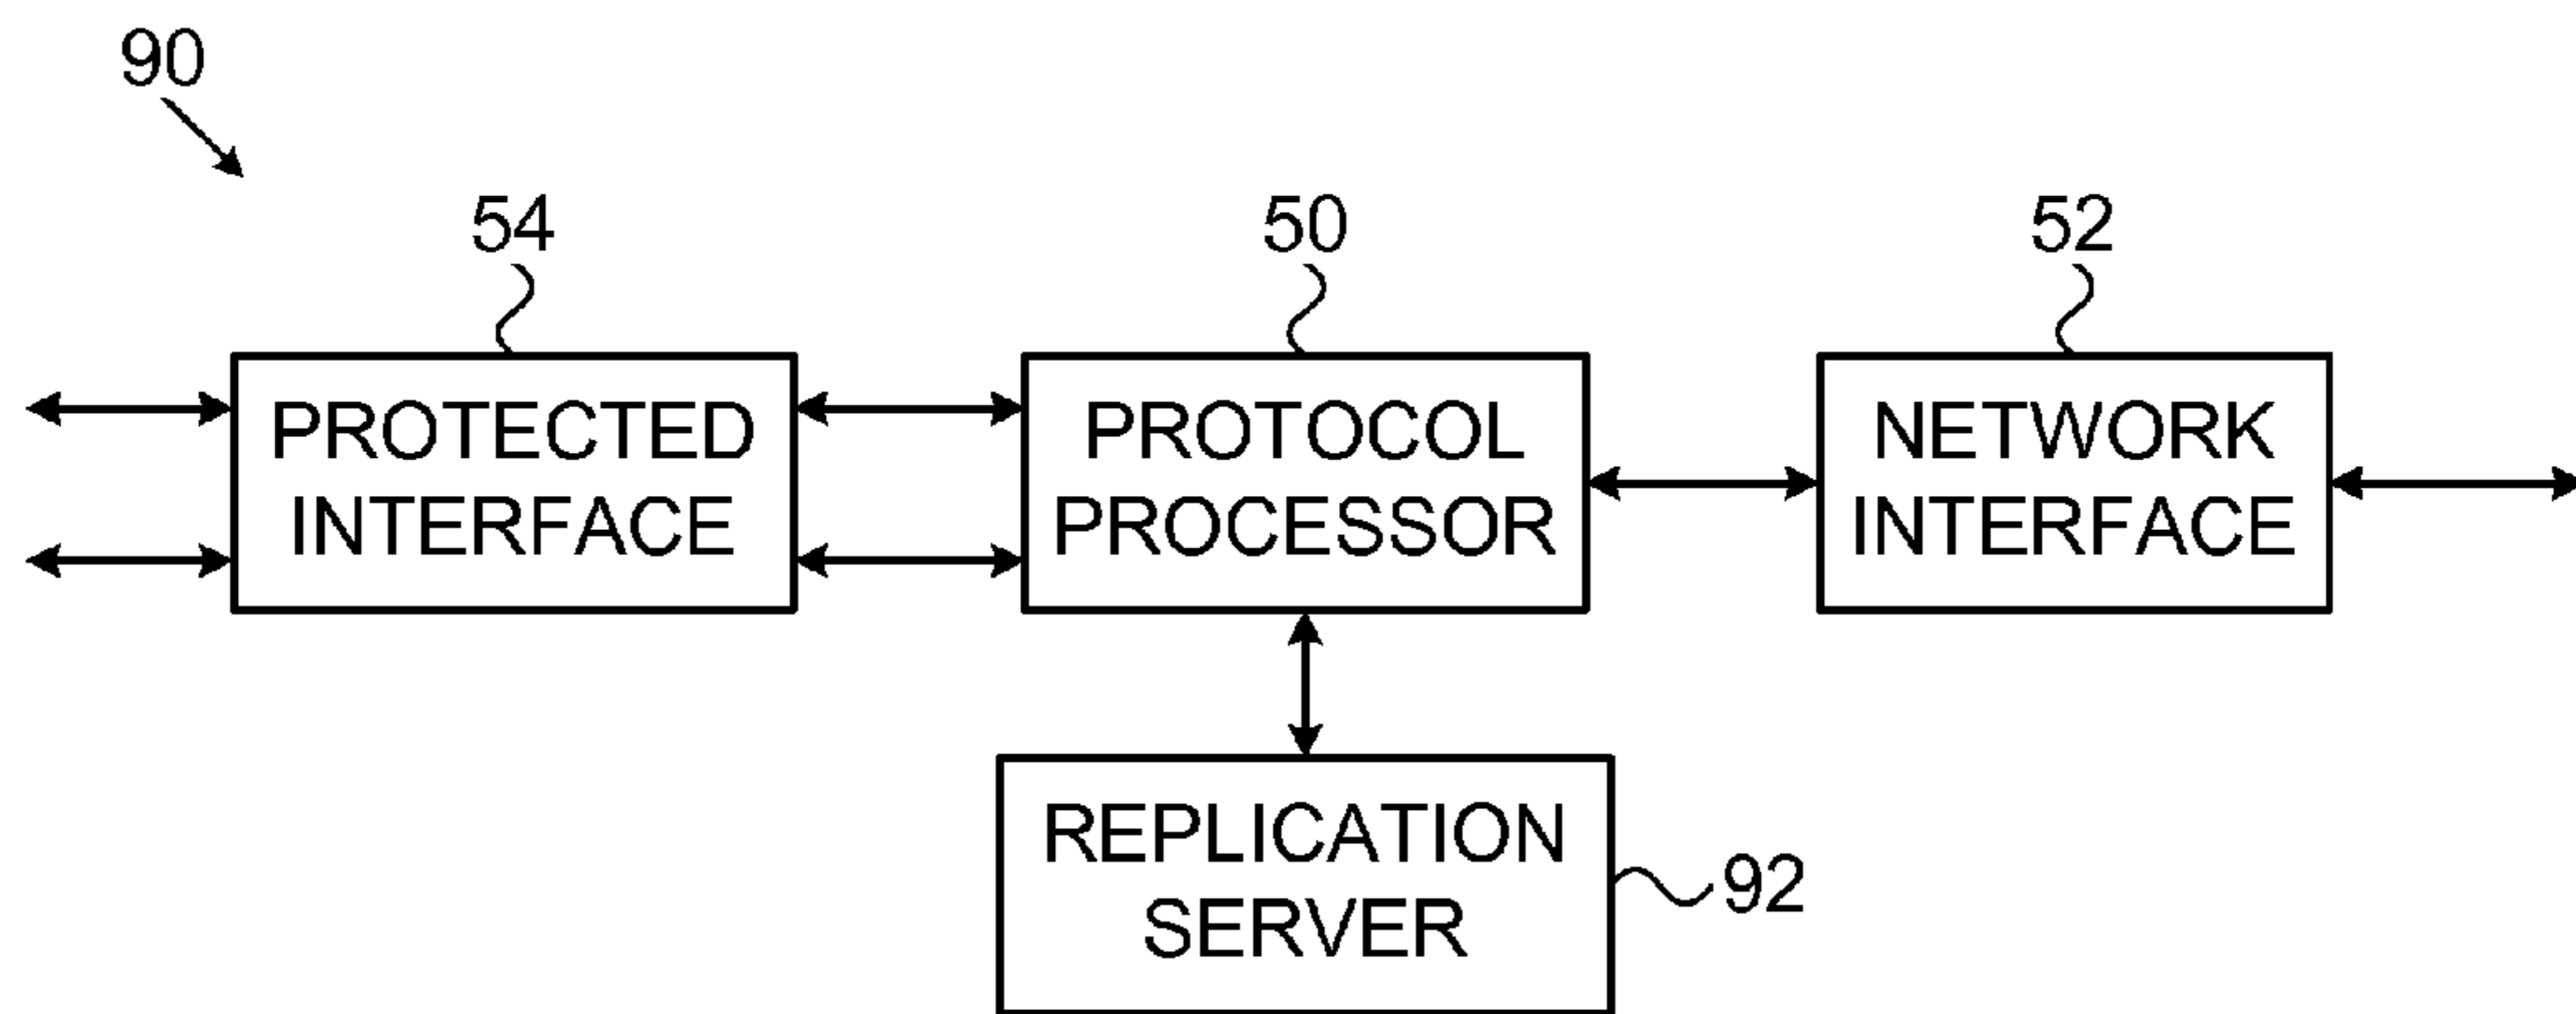 90
54
50
52
PROTECTED
INTERFACE
PROTOCOL
PROCESSOR
NETWORK
INTERFACE
REPLICATION
SERVER
92